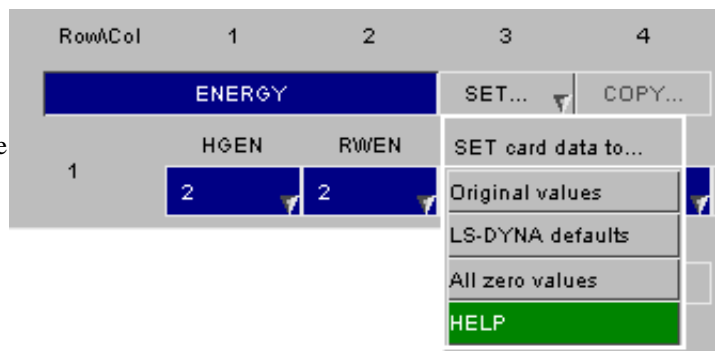 Row\Col 1 2 3 4
ENERGY SET... COPY...
e HGEN RWEN SET card data to...
1
2 2 Original values
LS-DYNA defaults
All zero values
HELP